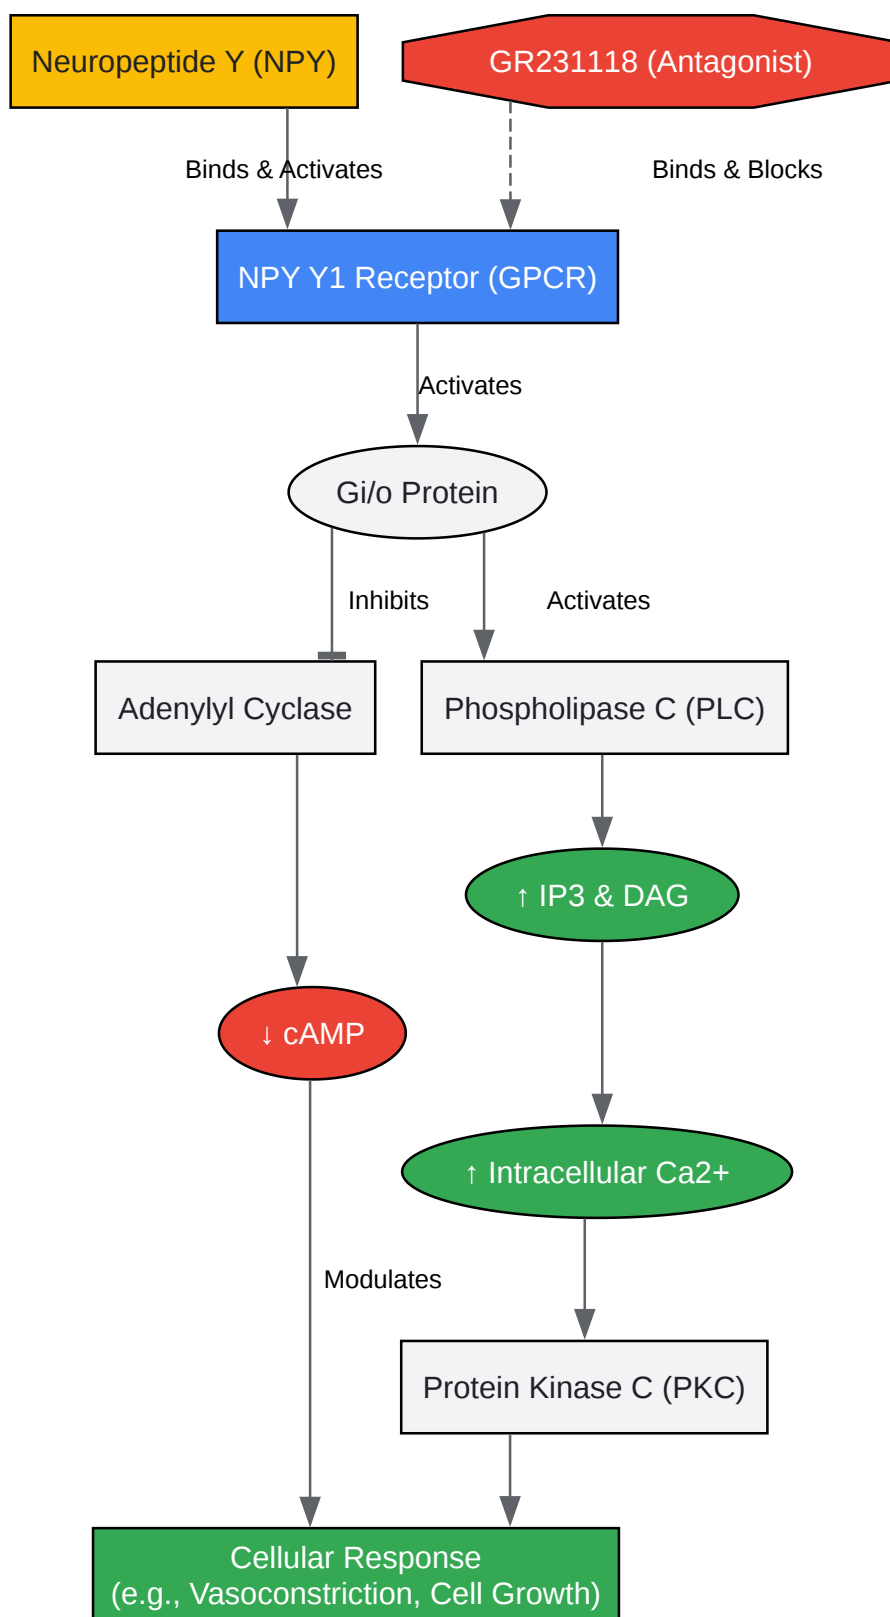 Neuropeptide Y (NPY)
GR231118 (Antagonist)
Binds & Activates
Binds & Blocks
NPY Y1 Receptor (GPCR)
Activates
Gi/o Protein
Inhibits
Activates
Adenylyl Cyclase
Phospholipase C (PLC)
↑ IP3 & DAG
↓ cAMP
↑ Intracellular Ca2+
Modulates
Protein Kinase C (PKC)
Cellular Response
(e.g., Vasoconstriction, Cell Growth)